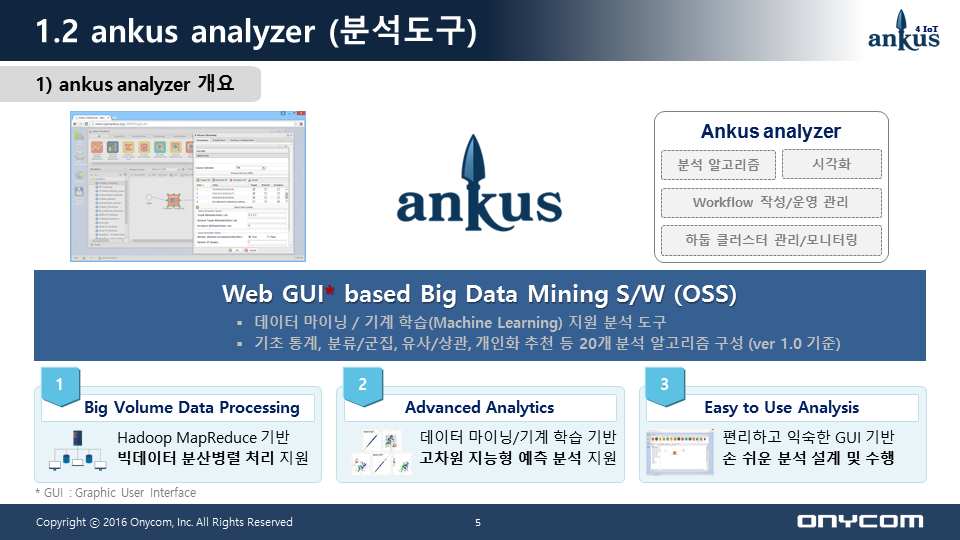 1.2 ankus analyzer (분석도구)
4 IoT
ankus
1) ankus analyzer 개요
ankus
Ankus analyzer
분석 알고리즘
시각화
Workflow 작성/운영 관리
하둡 클러스터 관리/모니터링
Web GUI* based Big Data Mining S/W (OSS)
▪ 데이터 마이닝 / 기계 학습(Machine Learning) 지원 분석 도구
▪ 기초 통계, 분류/군집, 유사/상관, 개인화 추천 등 20개 분석 알고리즘 구성 (ver 1.0 기준)
1
Big Volume Data Processing
Hadoop MapReduce 기반
빅데이터 분산병렬 처리 지원
2
Advanced Analytics
데이터 마이닝/기계 학습 기반
고차원 지능형 예측 분석 지원
3
Easy to Use Analysis
편리하고 익숙한 GUI 기반
손 쉬운 분석 설계 및 수행
* GUI : Graphic User Interface
Copyright ⓒ 2016 Onycom, Inc. All Rights Reserved
5
ONYCOM